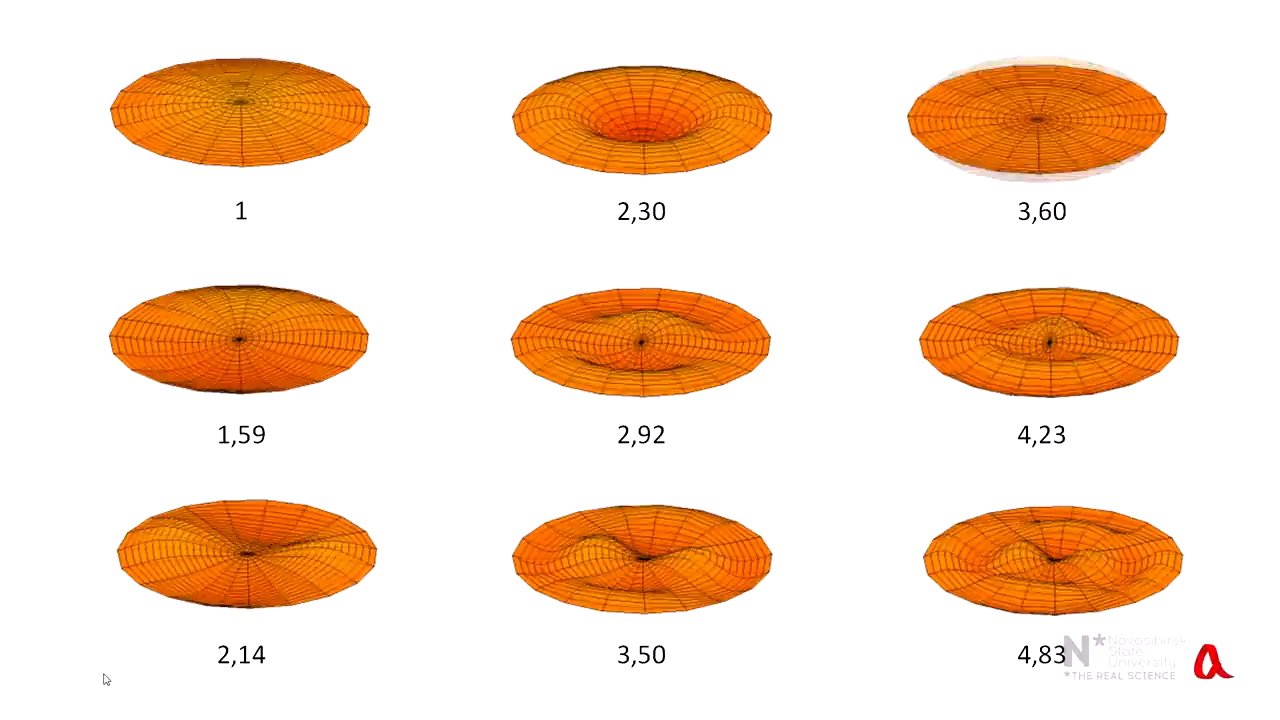 1
2,30
3,60
1,59
2,92
4,23
2,14
3,50
4,83
N*
Novosibirsk
State
University
*THE REAL SCIENCE